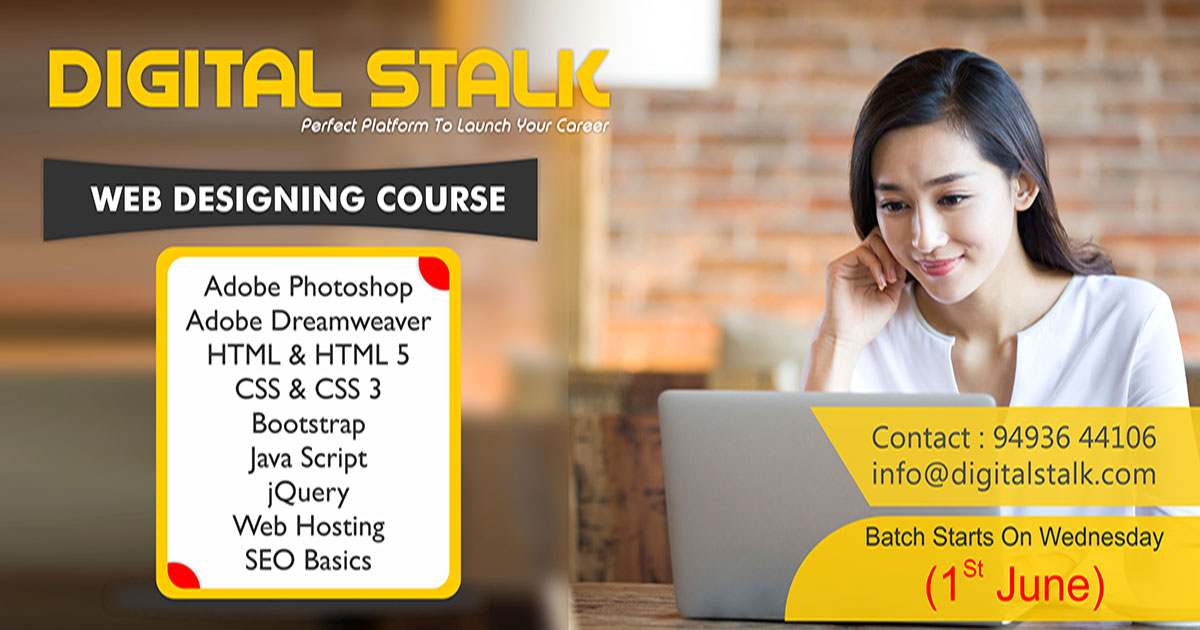 DIGITAL STALK
Perfect Platform To Launch Your Career
WEB DESIGNING COURSE
Adobe Photoshop
Adobe Dreamweaver
HTML & HTML 5
CSS & CSS 3
Bootstrap
Java Script
jQuery
Web Hosting
SEO Basics
Contact : 94936 44106
info@digitalstalk.com
Batch Starts On Wednesday
(1St June)